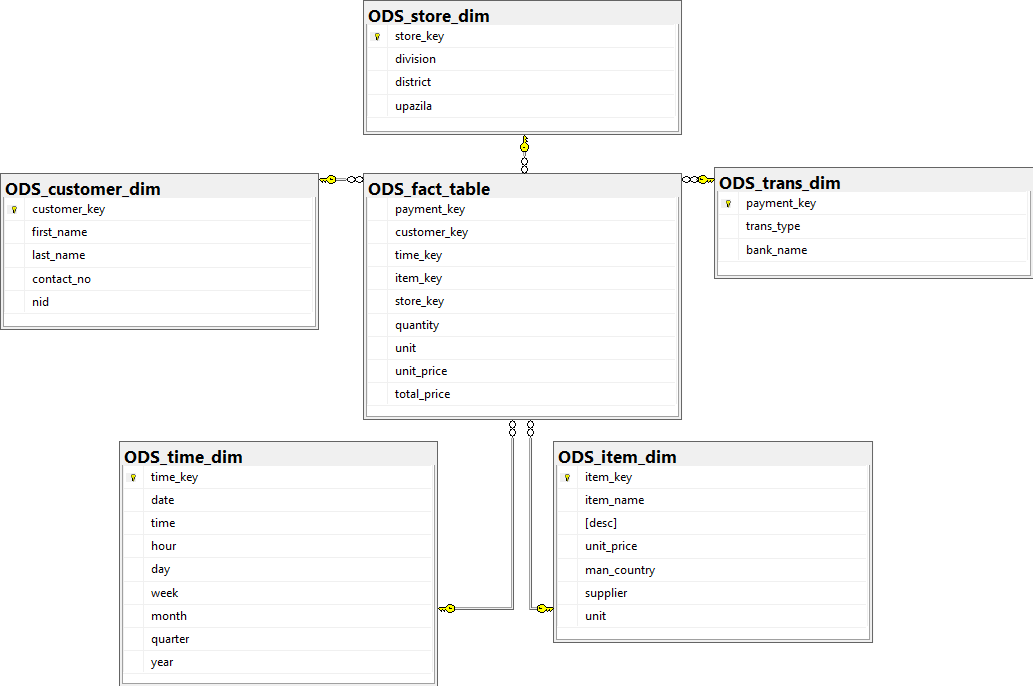 ODS_store_dim
store_key
division
district
upazila
ODS_customer_dim
customer_key
first_name
last_name
contact_no
nid
ODS_fact_table
payment_key
customer_key
time_key
item_key
store_key
quantity
unit
unit_price
total_price
ODS_trans_dim
payment_key
trans_type
bank_name
ODS_time_dim
time_key
date
time
hour
day
week
month
quarter
year
ODS_item_dim
item_key
item_name
[desc]
unit_price
man_country
supplier
unit